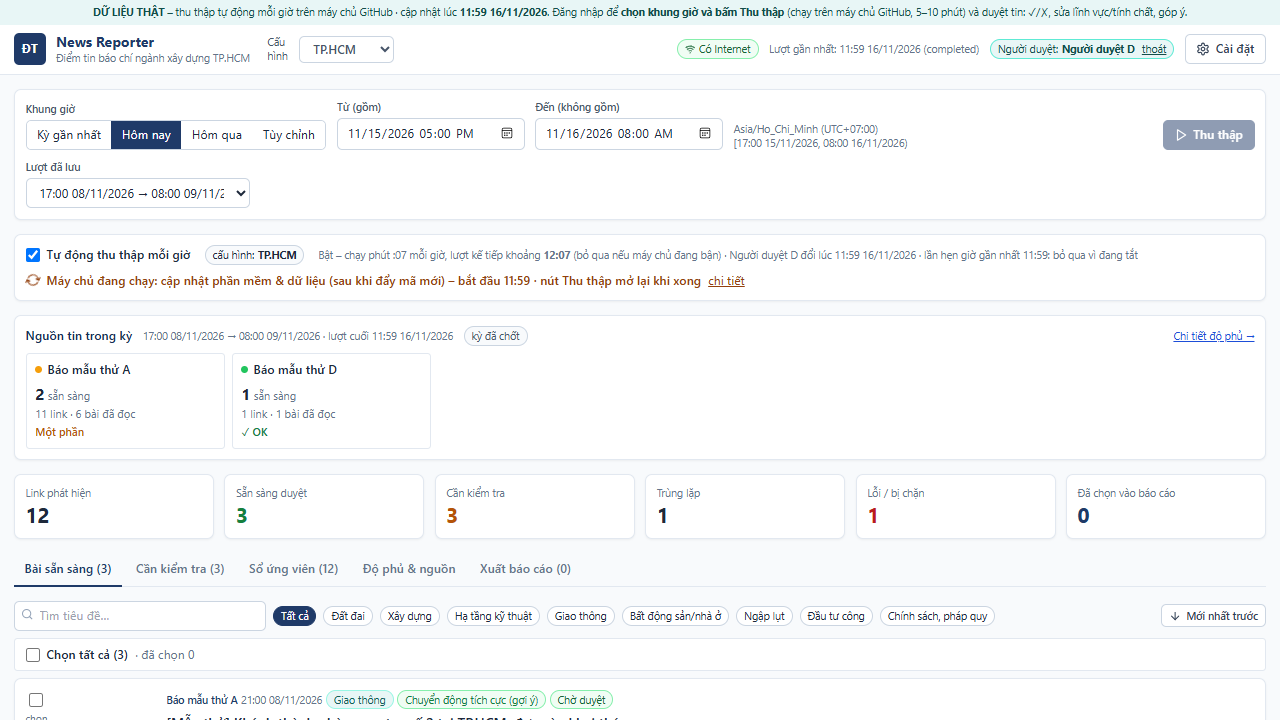 DỮ LIỆU THẬT – thu thập tự động mỗi giờ trên máy chủ GitHub · cập nhật lúc 11:59 16/11/2026. Đăng nhập để chọn khung giờ và bấm Thu thập (chạy trên máy chủ GitHub, 5–10 phút) và duyệt tin: ✓/X, sửa lĩnh vực/tính chất, góp ý.
ĐT
News Reporter
Điểm tin báo chí ngành xây dựng TP.HCM
Cấu hình
TP.HCM
Có Internet
Lượt gần nhất: 11:59 16/11/2026 (completed)
Người duyệt: Người duyệt D thoát
Cài đặt
Khung giờ
Kỳ gần nhất
Hôm nay
Hôm qua
Tùy chỉnh
Từ (gồm)
11/15/2026 05:00 PM
Đến (không gồm)
11/16/2026 08:00 AM
Asia/Ho_Chi_Minh (UTC+07:00)
[17:00 15/11/2026, 08:00 16/11/2026)
Thu thập
Lượt đã lưu
17:00 08/11/2026 → 08:00 09/11/2
Tự động thu thập mỗi giờ
cấu hình: TP.HCM
Bật – chạy phút :07 mỗi giờ, lượt kế tiếp khoảng 12:07 (bỏ qua nếu máy chủ đang bận) · Người duyệt D đổi lúc 11:59 16/11/2026 · lần hẹn giờ gần nhất 11:59: bỏ qua vì đang tắt
Máy chủ đang chạy: cập nhật phần mềm & dữ liệu (sau khi đẩy mã mới) – bắt đầu 11:59 · nút Thu thập mở lại khi xong chi tiết
Nguồn tin trong kỳ
17:00 08/11/2026 → 08:00 09/11/2026 · lượt cuối 11:59 16/11/2026
kỳ đã chốt
Chi tiết độ phủ →
Báo mẫu thử A
2 sẵn sàng
11 link · 6 bài đã đọc
Một phần
Báo mẫu thử D
1 sẵn sàng
1 link · 1 bài đã đọc
✓ OK
Link phát hiện
12
Sẵn sàng duyệt
3
Cần kiểm tra
3
Trùng lặp
1
Lỗi / bị chặn
1
Đã chọn vào báo cáo
0
Bài sẵn sàng (3)
Cần kiểm tra (3)
Sổ ứng viên (12)
Độ phủ & nguồn
Xuất báo cáo (0)
Tìm tiêu đề...
Tất cả
Đất đai
Xây dựng
Hạ tầng kỹ thuật
Giao thông
Bất động sản/nhà ở
Ngập lụt
Đầu tư công
Chính sách, pháp quy
↓ Mới nhất trước
Chọn tất cả (3) · đã chọn 0
Báo mẫu thử A 21:00 08/11/2026
Giao thông
Chuyển động tích cực (gợi ý)
Chờ duyệt